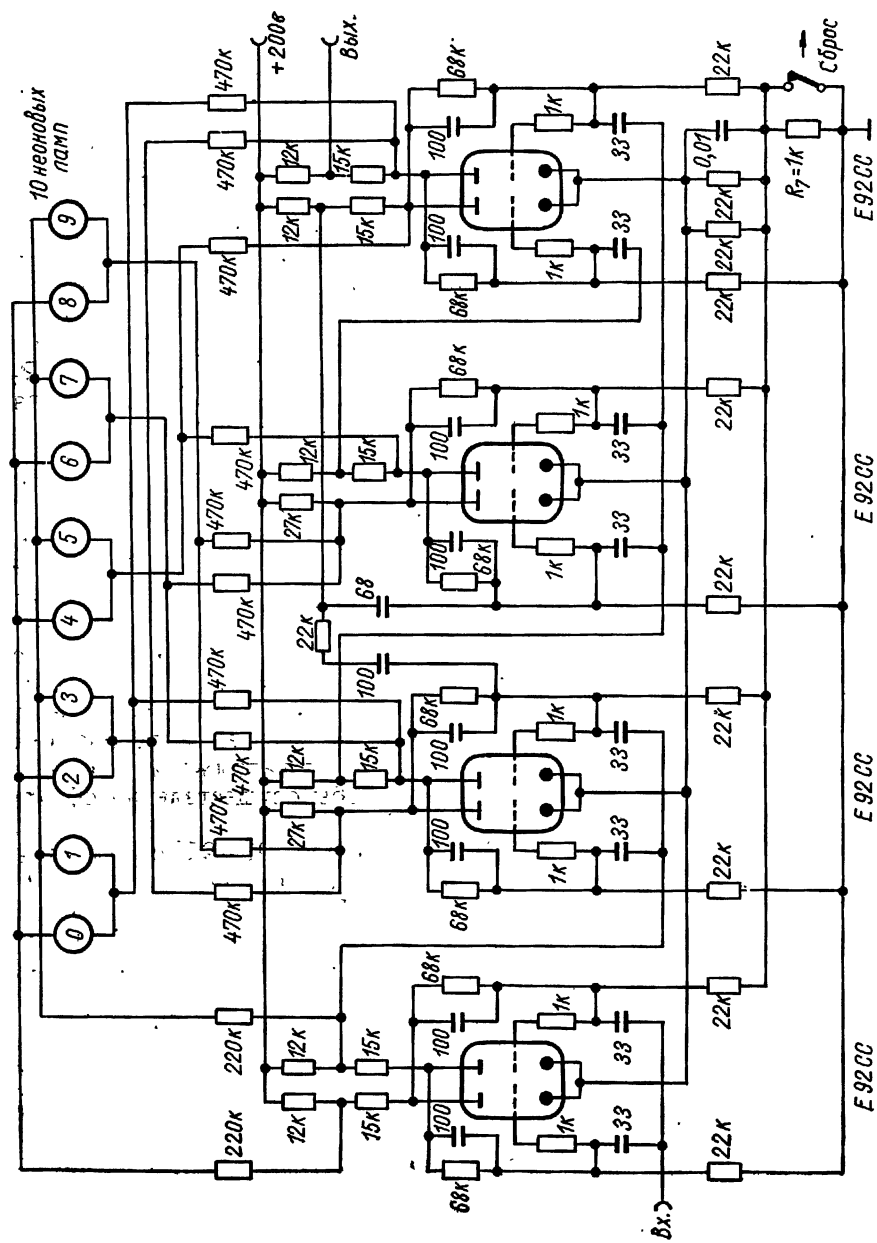 10 неоновых
ламп
0
1
2
3
4
5
6
7
8
9
220к
220к
470к
470к
470к
470к
470к
470к
470к
470к
470к
470к
+200в
Вых.
12к
12к
27к
12к
27к
12к
12к
12к
22к
15к
15к
15к
15к
15к
15к
100
68
68к
100
100
68к
68к
100
100
68к
68к
100
100
68к
68к
100
100
68к
1к
1к
1к
1к
1к
1к
1к
1к
33
33
33
33
33
33
33
33
Вх.
22к
22к
22к
22к
22к
22к
22к
22к
22к
0,01
22к
R7=1к
Сброс
E92CC
E92CC
E92CC
E92CC